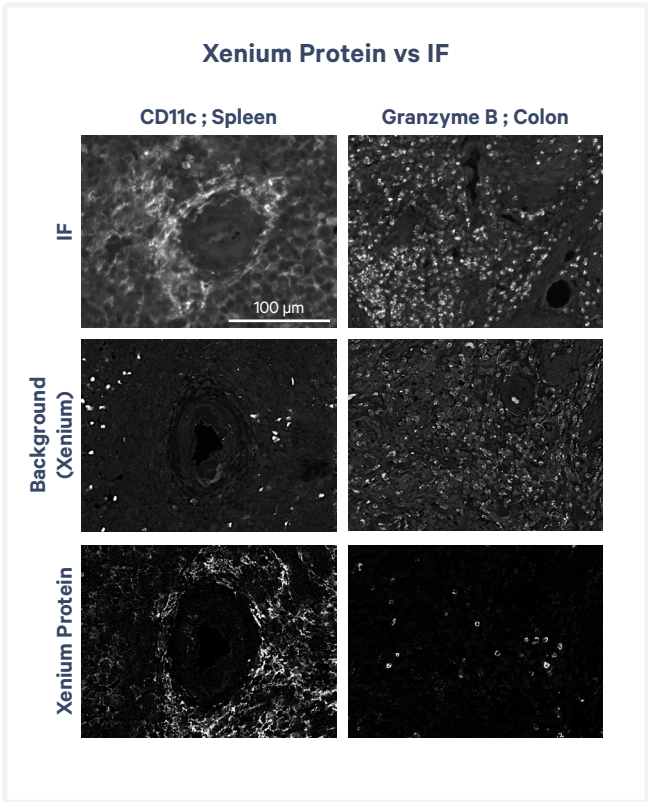 Xenium Protein vs IF
CD11c ; Spleen
Granzyme B ; Colon
IF
100 µm
Background
(Xenium)
Xenium Protein